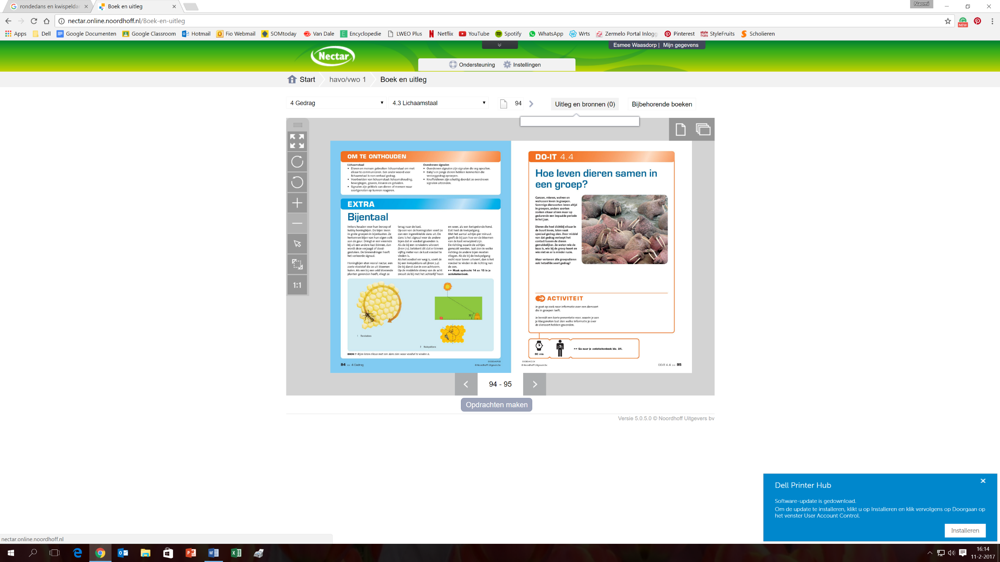 rondedans en kwispeldan
Boek en uitleg
Naomi
nectar.online.noordhoff.nl/Boek-en-uitleg
NEW
Apps
Dell
Google Documenten
Google Classroom
Hotmail
Fio Webmail
SOMtoday
Van Dale
Encyclopedie
LWEO Plus
Netflix
YouTube
Spotify
WhatsApp
Wrts
Zermelo Portal Inlogg
Pinterest
StyleFruits
Scholieren
Nectar
Esmee Waasdorp | Mijn gegevens
Ondersteuning
Instellingen
Start
havo/vwo 1
Boek en uitleg
4 Gedrag
4.3 Lichaamstaal
94
Uitleg en bronnen (0)
Bijbehorende boeken
1:1
OM TE ONTHOUDEN
Lichaamstaal
• Dieren en mensen gebruiken lichaamstaal om met
elkaar te communiceren. Een ander woord voor
lichaamstaal is non-verbaal gedrag.
• Voorbeelden van lichaamstaal: lichaamshouding,
bewegingen, geuren, kleuren en geluiden.
• Signalen zijn prikkels van dieren of mensen waar
soortgenoten op kunnen reageren.
Overdreven signalen
• Overdreven signalen zijn signalen die erg opvallen.
• Baby's en jonge dieren hebben kenmerken die
verzorggedrag oproepen.
• Knuffeldieren zijn schattig doordat ze overdreven
signalen uitzenden.
EXTRA
Bijentaal
Imkers houden voor hun beroep of
hobby honingbijen. De bijen leven
in grote groepen in bijenkasten. Ze
herkennen bijen van hun eigen volk
aan de geur. Dringt er een vreemde
bij uit een andere kast binnen, dan
wordt deze verjaagd of dood-
gestoken. De binnendringer heeft
het verkeerde signaal.
Honingbijen eten vooral nectar, een
zoete vloeistof die ze uit bloemen
halen. Als een bij een veld bloeiende
planten gevonden heeft, vliegt ze
terug naar de kast.
Op een van de honingraten voert ze
dan een ingewikkelde dans uit. De
dans is het signaal voor de andere
bijen dat er voedsel gevonden is.
Als de bij een rondedans uitvoert
(bron 7.1), betekent dit dat er binnen
vijftig meter van de kast voedsel te
vinden is.
Als het voedsel ver weg is, voert de
bij een kwispeldans uit (bron 7.2).
De bij danst dan in een achtvorm.
Op de middelste streep van de acht
zwaait de bij met het achterlijf heen
en weer, als een kwispelende hond.
Dat heet de kwispelgang.
Met het aantal achtjes per minuut
geeft de bij aan hoe ver de bloemen
van de kast verwijderd zijn.
De richting waarin de achtjes
gemaakt worden, laat zien in welke
richting de andere bijen moeten
vliegen. Als de bij de kwispelgang
recht naar boven uitvoert, dan is het
voedsel te vinden in de richting van
de zon.
►► Maak opdracht 14 en 15 in je
activiteitenboek.
70°
1 Rondedans
2 Kwispeldans
BRON 7 Bijen laten elkaar met een dans zien waar voedsel te vinden is.
94 >> 4 Gedrag
© Noordhoff Uitgevers bv
DO-IT 4.4
Hoe leven dieren samen in
een groep?
Ganzen, mieren, wolven en
walrussen leven in groepen.
Sommige diersoorten leven altijd
in groepen, andere soorten
zoeken elkaar alleen maar op
gedurende een bepaalde periode
in het jaar.
Dieren die heel dichtbij elkaar in
de buurt leven, laten vaak
speciaal gedrag zien. Door middel
van dat gedrag verloopt het
contact tussen de dieren
gemakkelijker. Ze weten wie de
baas is, wie bij de groep hoort en
wie niet en er is minder ruzie.
Maar vertonen alle groepsdieren
ook hetzelfde soort gedrag?
ACTIVITEIT
Je gaat op zoek naar informatie over een diersoort
die in groepen leeft.
Je bereidt een korte presentatie voor, waarin je aan
je klasgenoten laat zien welke informatie je over
de diersoort hebben gevonden.
90 min
3
►► Ga naar je activiteitenboek blz. 24.
© Noordhoff Uitgevers bv
DO-IT 4.4 >> 95
94 - 95
Opdrachten maken
Versie 5.0.5.0 © Noordhoff Uitgevers bv
Dell Printer Hub
Software-update is gedownload.
Om de update te installeren, klikt u op Installeren en klik vervolgens op Doorgaan op
het venster User Account Control.
Installeren
nectar.online.noordhoff.nl
16:14
11-2-2017